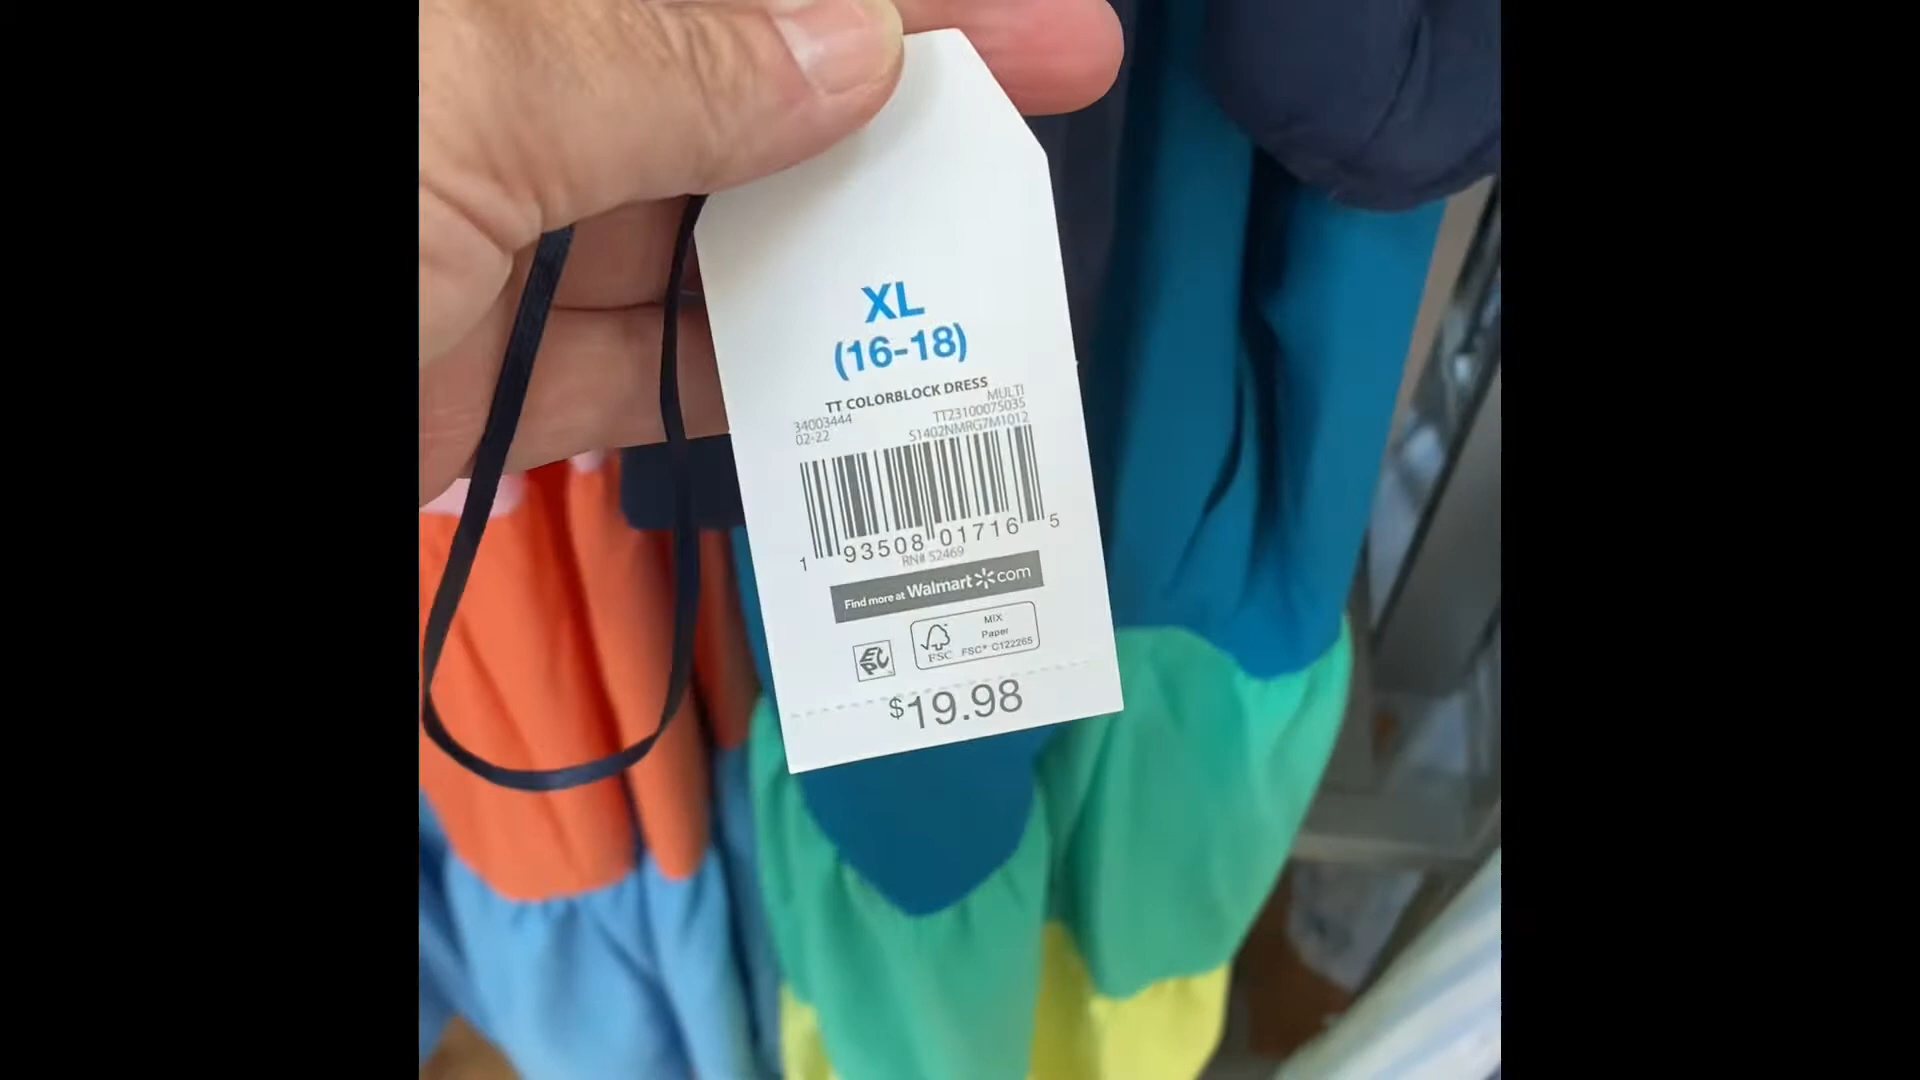 XL
(16-18)
TT COLORBLOCK DRESS
MULTI
34003444 TT23100075035
02-22 S1402NMRG7M1012
1 93508 01716 5
RN# 52469
Find more at Walmart com
EPC
MIX
Paper
FSC FSC® C122265
$19.98